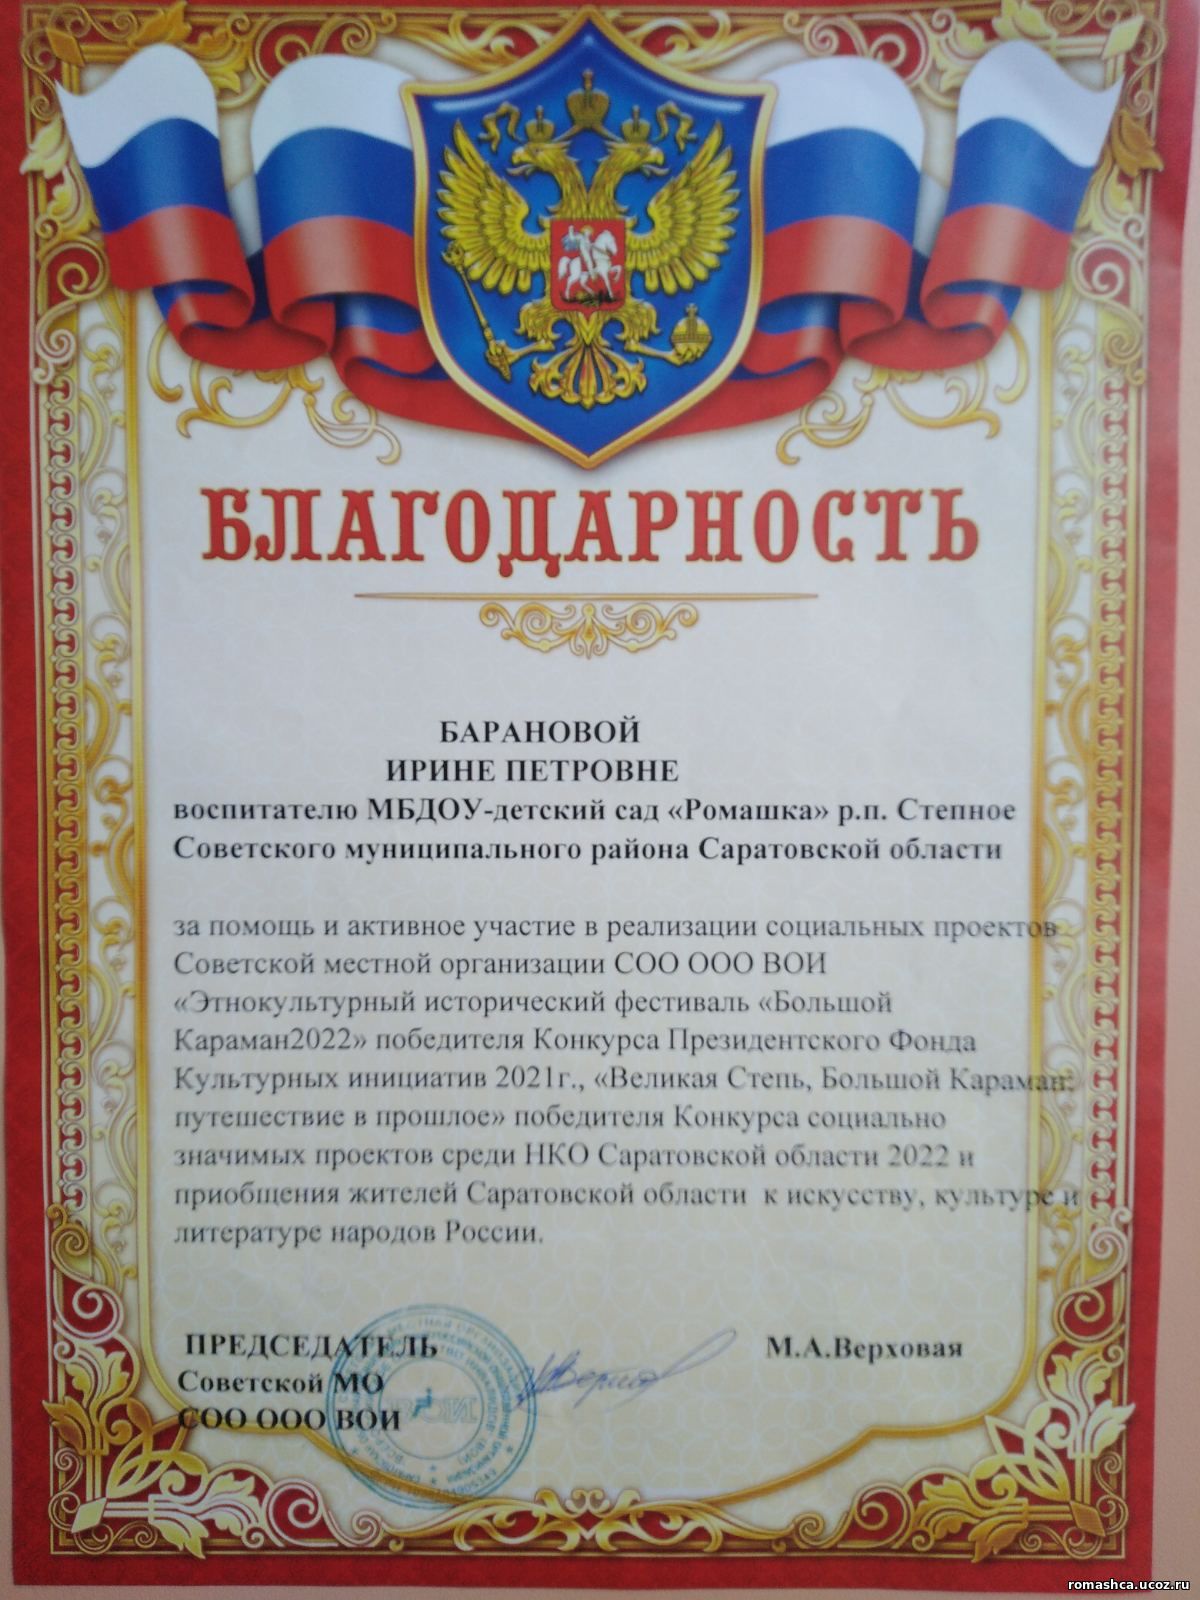 БЛАГОДАРНОСТЬ
БАРАНОВОЙ
ИРИНЕ ПЕТРОВНЕ
воспитателю МБДОУ-детский сад «Ромашка» р.п. Степное
Советского муниципального района Саратовской области
за помощь и активное участие в реализации социальных проектов
Советской местной организации СОО ООО ВОИ
«Этнокультурный исторический фестиваль «Большой
Караман2022» победителя Конкурса Президентского Фонда
Культурных инициатив 2021г., «Великая Степь, Большой Караман:
путешествие в прошлое» победителя Конкурса социально
значимых проектов среди НКО Саратовской области 2022 и
приобщения жителей Саратовской области к искусству, культуре и
литературе народов России.
ПРЕДСЕДАТЕЛЬ М.А.Верховая
Советской МО
СОО ООО ВОИ
romashca.ucoz.ru